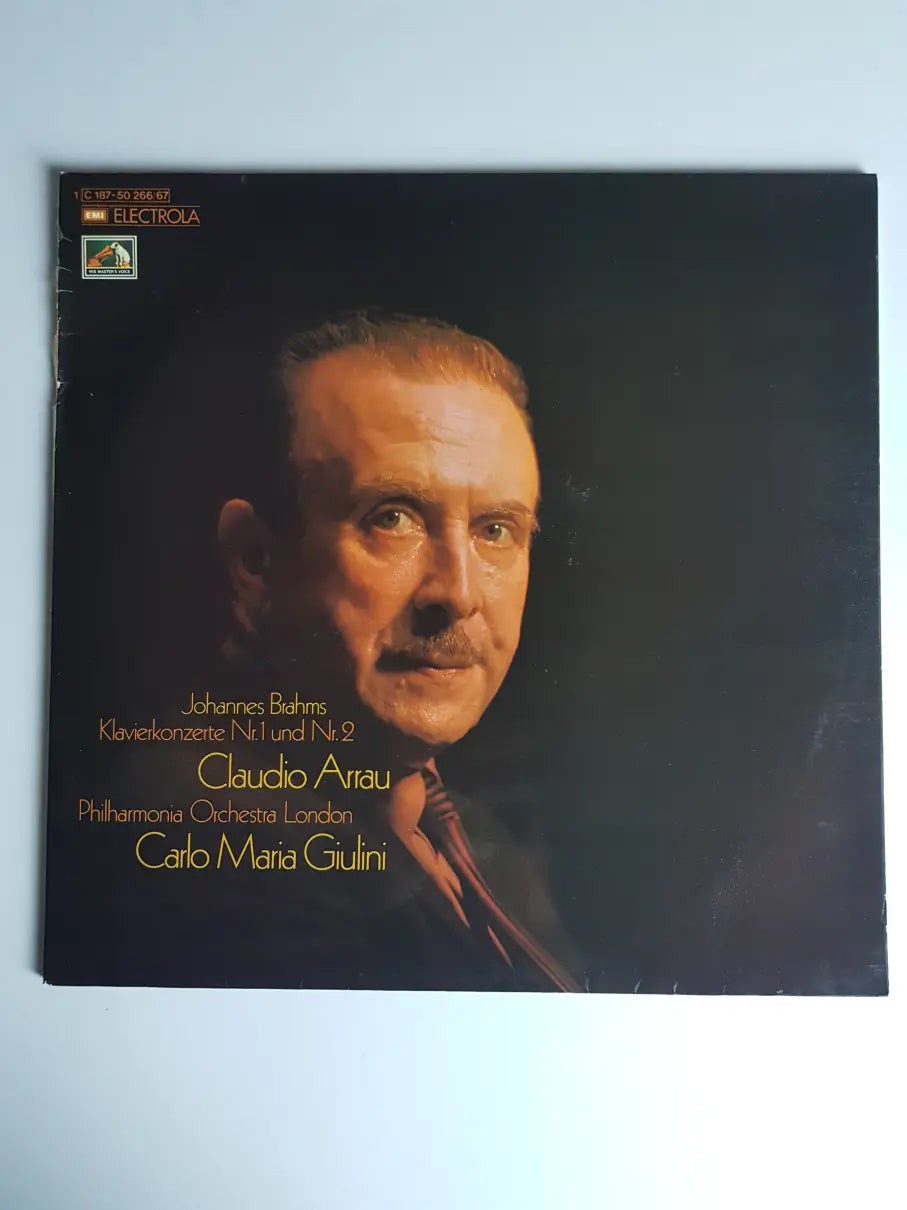 1 C 187-50 266/67
EMI ELECTROLA
HIS MASTER'S VOICE
Johannes Brahms
Klavierkonzerte Nr.1 und Nr.2
Claudio Arrau
Philharmonia Orchestra London
Carlo Maria Giulini